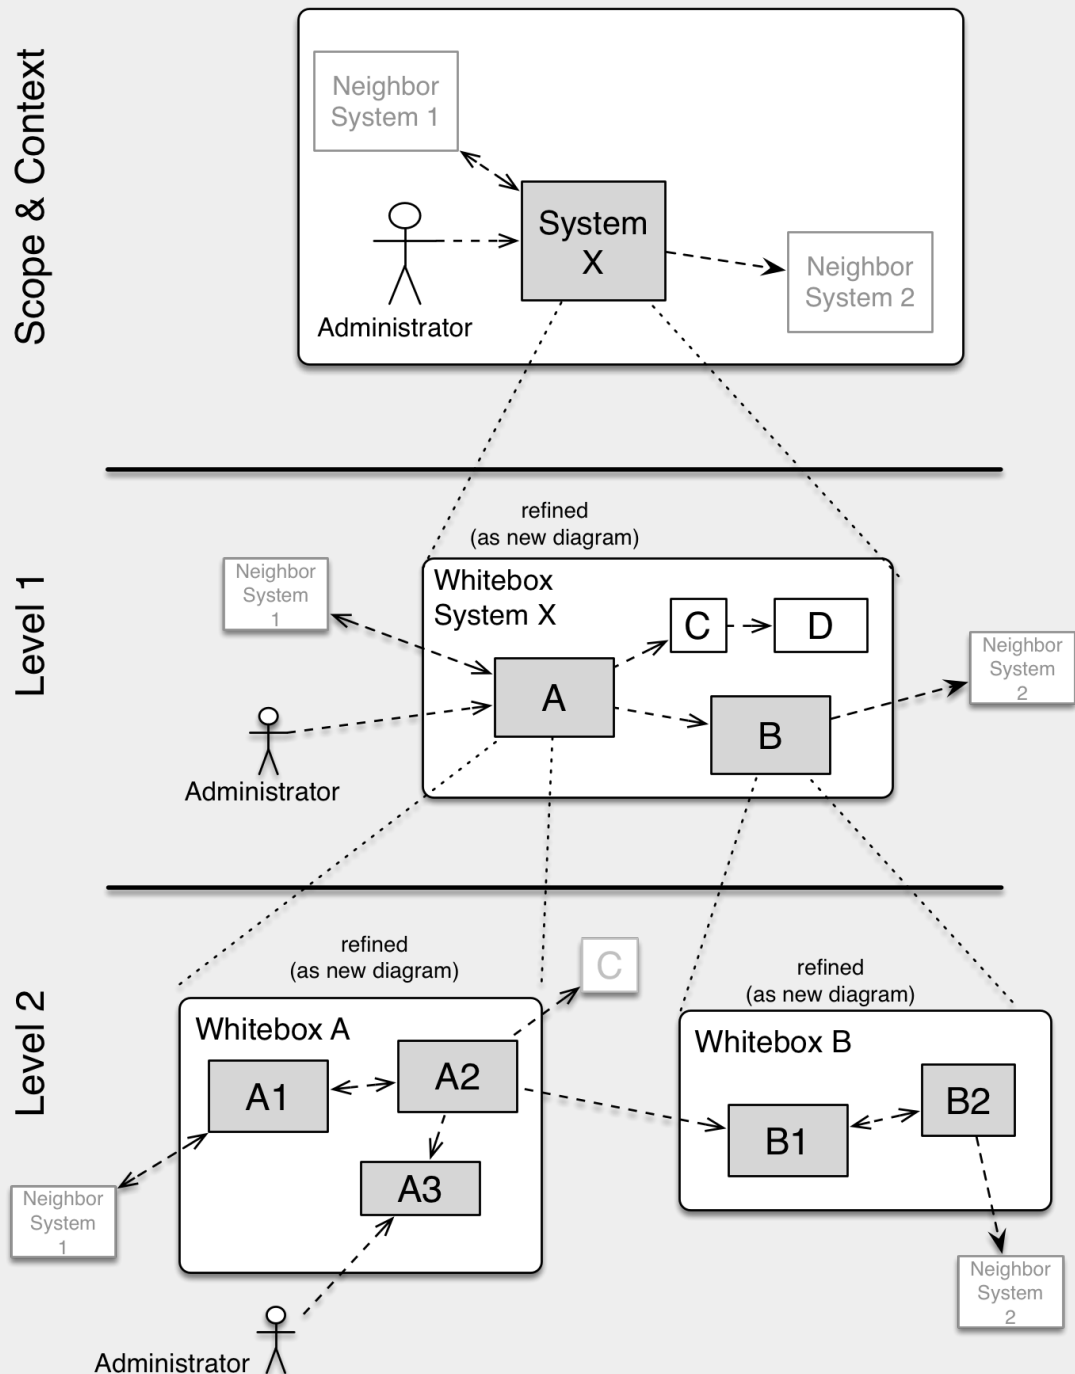 Scope & Context
Neighbor
System 1
System
X
Administrator
Neighbor
System 2
Level 1
refined
(as new diagram)
Neighbor
System
1
Whitebox
System X
C
D
A
B
Neighbor
System
2
Administrator
Level 2
refined
(as new diagram)
C
refined
(as new diagram)
Whitebox A
A1
A2
A3
Whitebox B
B1
B2
Neighbor
System
1
Neighbor
System
2
Administrator